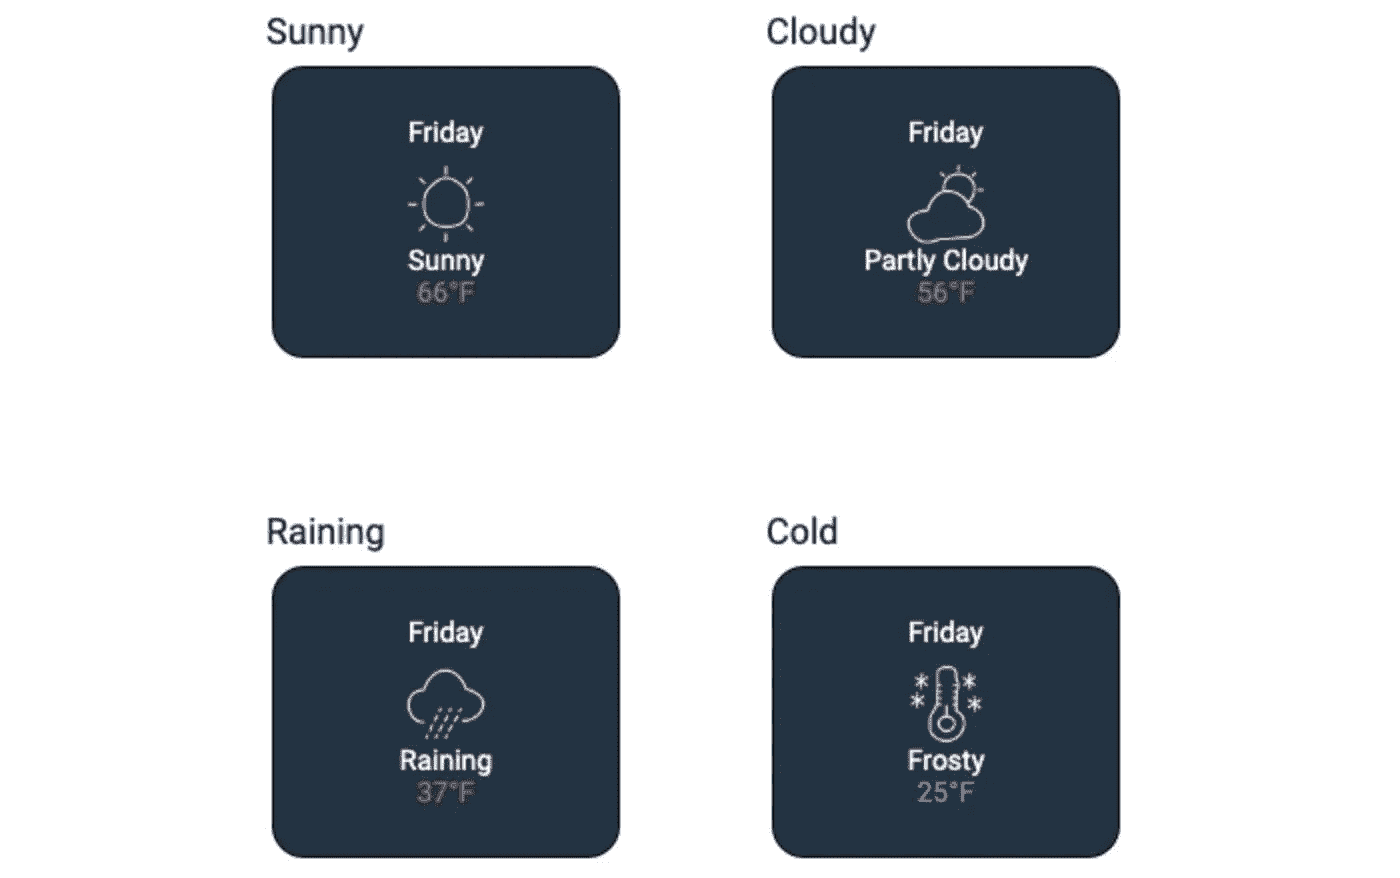 Sunny
Friday
Sunny
66°F
Cloudy
Friday
Partly Cloudy
56°F
Raining
Friday
Raining
37°F
Cold
Friday
Frosty
25°F